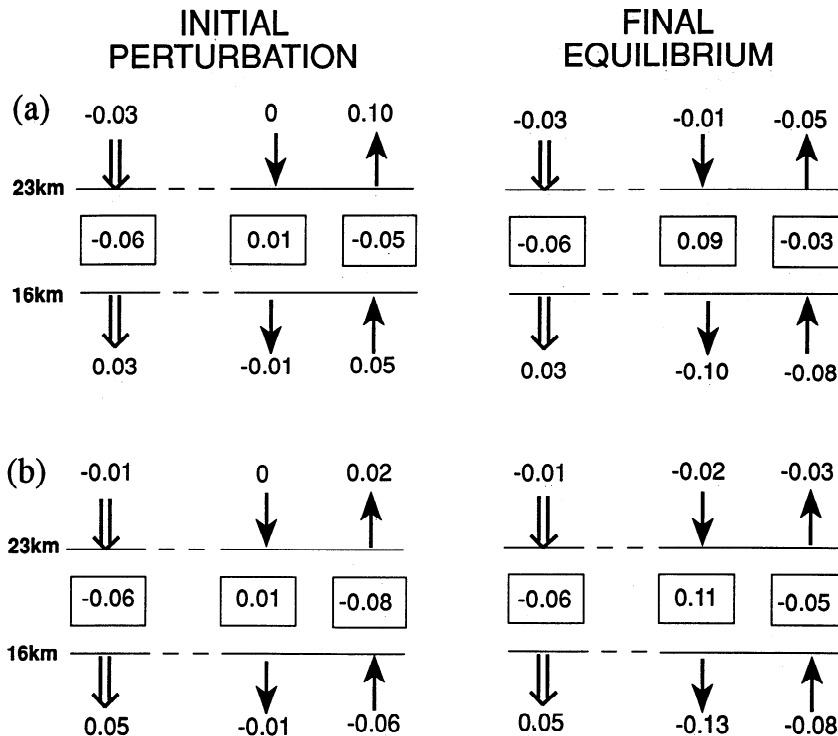 INITIAL PERTURBATION
FINAL EQUILIBRIUM
(a)
-0.03 0 0.10 -0.03 -0.01 -0.05
23km
-0.06 0.01 -0.05 -0.06 0.09 -0.03
16km
0.03 -0.01 0.05 0.03 -0.10 -0.08
(b)
-0.01 0 0.02 -0.01 -0.02 -0.03
23km
-0.06 0.01 -0.08 -0.06 0.11 -0.05
16km
0.05 -0.01 -0.06 0.05 -0.13 -0.08